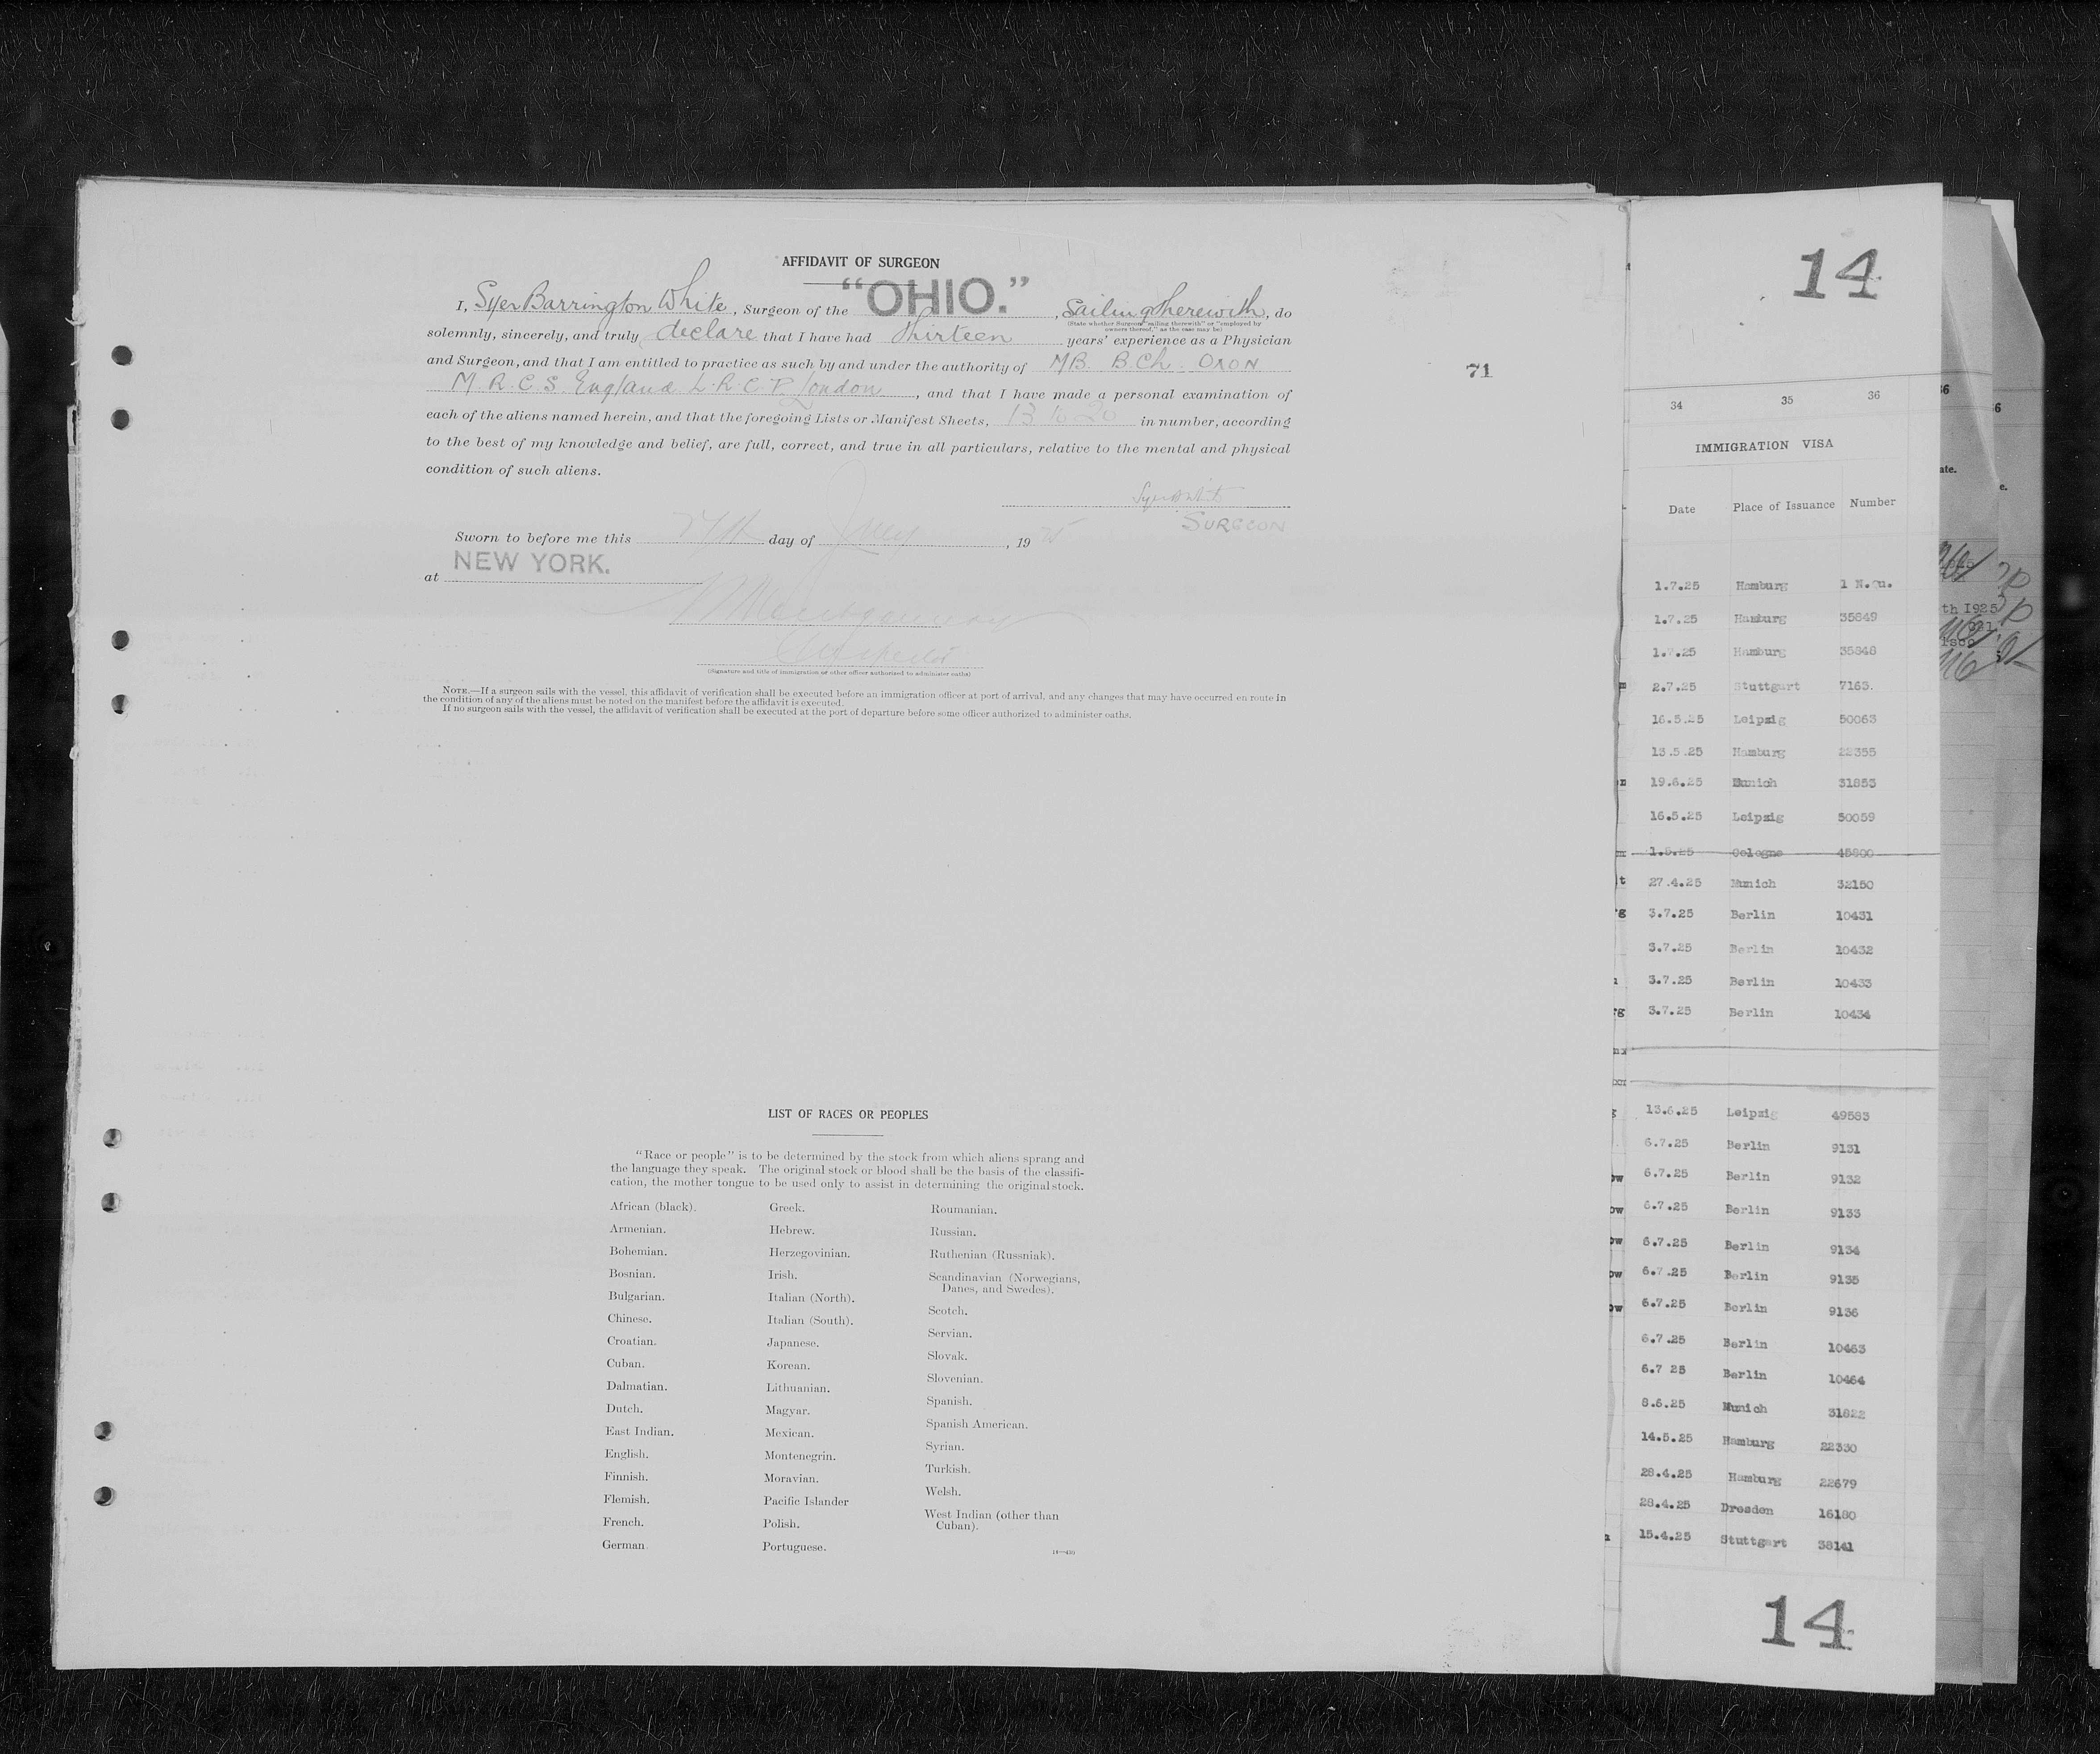 AFFIDAVIT OF SURGEON
I, Syer Barrington White, Surgeon of the "OHIO." , Sailing therewith, do
(State whether Surgeon "sailing therewith" or "employed by
owners thereof," as the case may be)
solemnly, sincerely, and truly declare that I have had thirteen years' experience as a Physician
and Surgeon, and that I am entitled to practice as such by and under the authority of MB. B.Ch. OXON
M.R.C.S. England L.R.C.P. London, and that I have made a personal examination of
each of the aliens named herein, and that the foregoing Lists or Manifest Sheets, 13 to 20 in number, according
to the best of my knowledge and belief, are full, correct, and true in all particulars, relative to the mental and physical
condition of such aliens.
SURGEON
Sworn to before me this 27th day of July, 19 25
at NEW YORK.
(Signature and title of immigration or other officer authorized to administer oaths)
NOTE.—If a surgeon sails with the vessel, this affidavit of verification shall be executed before an immigration officer at port of arrival, and any changes that may have occurred en route in
the condition of any of the aliens must be noted on the manifest before the affidavit is executed.
If no surgeon sails with the vessel, the affidavit of verification shall be executed at the port of departure before some officer authorized to administer oaths.
71
LIST OF RACES OR PEOPLES
"Race or people" is to be determined by the stock from which aliens sprang and
the language they speak. The original stock or blood shall be the basis of the classifi-
cation, the mother tongue to be used only to assist in determining the original stock.
African (black).
Armenian.
Bohemian.
Bosnian.
Bulgarian.
Chinese.
Croatian.
Cuban.
Dalmatian.
Dutch.
East Indian.
English.
Finnish.
Flemish.
French.
German
Greek.
Hebrew.
Herzegovinian.
Irish.
Italian (North).
Italian (South).
Japanese.
Korean.
Lithuanian.
Magyar.
Mexican.
Montenegrin.
Moravian.
Pacific Islander
Polish.
Portuguese.
Roumanian.
Russian.
Ruthenian (Russniak).
Scandinavian (Norwegians,
Danes, and Swedes).
Scotch.
Servian.
Slovak.
Slovenian.
Spanish.
Spanish American.
Syrian.
Turkish.
Welsh.
West Indian (other than
Cuban).
14
34 35 36
IMMIGRATION VISA
Date Place of Issuance Number
1.7.25 Hamburg 1 N.Qu.
1.7.25 Hamburg 35849
1.7.25 Hamburg 35848
2.7.25 Stuttgart 7163.
16.5.25 Leipzig 50063
13.5.25 Hamburg 22355
19.6.25 Munich 31853
16.5.25 Leipzig 50059
1.5.25 Cologne 45800
27.4.25 Munich 32150
3.7.25 Berlin 10431
3.7.25 Berlin 10432
3.7.25 Berlin 10433
3.7.25 Berlin 10434
13.6.25 Leipzig 49583
6.7.25 Berlin 9131
6.7.25 Berlin 9132
6.7.25 Berlin 9133
6.7.25 Berlin 9134
6.7.25 Berlin 9135
6.7.25 Berlin 9136
6.7.25 Berlin 10463
6.7 25 Berlin 10464
8.6.25 Munich 31822
14.5.25 Hamburg 22330
28.4.25 Hamburg 22679
28.4.25 Dresden 16180
15.4.25 Stuttgart 38141
14